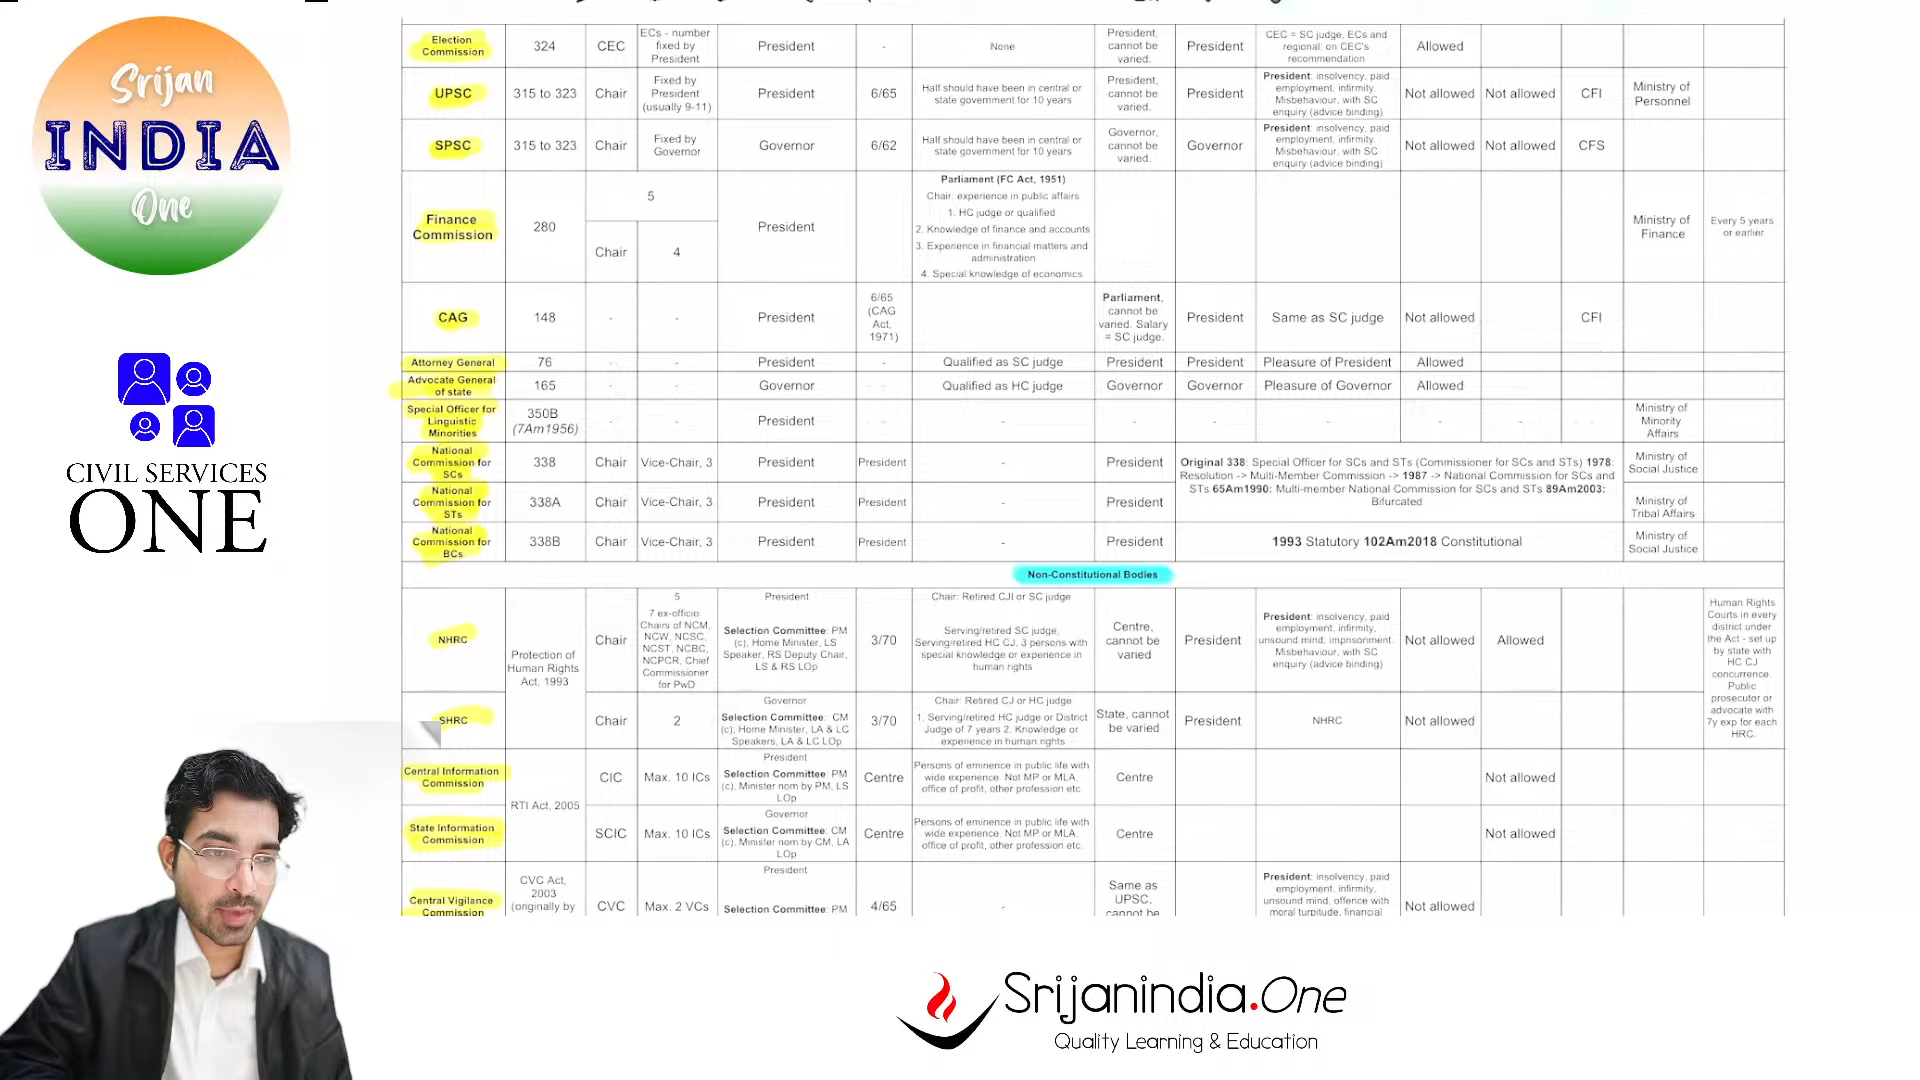 Srijan
INDIA
One
CIVIL SERVICES
ONE
Election
Commission
324
CEC
ECs - number
fixed by
President
President
-
None
President,
cannot be
varied.
President
CEC = SC judge, ECs and
regional on CEC's
recommendation
Allowed
UPSC
315 to 323
Chair
Fixed by
President
(usually 9-11)
President
6/65
Half should have been in central or
state government for 10 years
President,
cannot be
varied.
President
President: insolvency, paid
employment, infirmity.
Misbehaviour, with SC
enquiry (advice binding)
Not allowed
Not allowed
CFI
Ministry of
Personnel
SPSC
315 to 323
Chair
Fixed by
Governor
Governor
6/62
Half should have been in central or
state government for 10 years
Governor,
cannot be
varied.
Governor
President: insolvency, paid
employment, infirmity.
Misbehaviour, with SC
enquiry (advice binding)
Not allowed
Not allowed
CFS
Finance
Commission
280
5
Chair
4
President
Parliament (FC Act, 1951)
Chair: experience in public affairs
1. HC judge or qualified
2. Knowledge of finance and accounts
3. Experience in financial matters and
administration
4. Special knowledge of economics
Ministry of
Finance
Every 5 years
or earlier
CAG
148
-
-
President
6/65
(CAG
Act,
1971)
Parliament,
cannot be
varied. Salary
= SC judge.
President
Same as SC judge
Not allowed
CFI
Attorney General
76
-
-
President
-
Qualified as SC judge
President
President
Pleasure of President
Allowed
Advocate General
of state
165
-
-
Governor
-
Qualified as HC judge
Governor
Governor
Pleasure of Governor
Allowed
Special Officer for
Linguistic
Minorities
350B
(7Am1956)
-
-
President
-
-
-
-
-
-
-
- -
Ministry of
Minority
Affairs
National
Commission for
SCs
338
Chair
Vice-Chair, 3
President
President
-
President
Original 338: Special Officer for SCs and STs (Commissioner for SCs and STs) 1978:
Resolution -> Multi-Member Commission -> 1987 -> National Commission for SCs and
STs 65Am1990: Multi-member National Commission for SCs and STs 89Am2003:
Bifurcated
Ministry of
Social Justice
National
Commission for
STs
338A
Chair
Vice-Chair, 3
President
President
-
President
Ministry of
Tribal Affairs
National
Commission for
BCs
338B
Chair
Vice-Chair, 3
President
President
-
President
1993 Statutory 102Am2018 Constitutional
Ministry of
Social Justice
Non-Constitutional Bodies
NHRC
Protection of
Human Rights
Act, 1993
Chair
5
7 ex-officio:
Chairs of NCM,
NCW, NCSC,
NCST, NCBC,
NCPCR, Chief
Commissioner
for PwD
President
Selection Committee: PM
(c), Home Minister, LS
Speaker, RS Deputy Chair,
LS & RS LOp
3/70
Chair: Retired CJI or SC judge
Serving/retired SC judge,
Serving/retired HC CJ, 3 persons with
special knowledge or experience in
human rights
Centre,
cannot be
varied
President
President: insolvency, paid
employment, infirmity,
unsound mind, imprisonment.
Misbehaviour, with SC
enquiry (advice binding)
Not allowed
Allowed
Human Rights
Courts in every
district under
the Act - set up
by state with
HC CJ
concurrence.
Public
prosecutor or
advocate with
7y exp for each
HRC.
SHRC
Chair
2
Governor
Selection Committee: CM
(c), Home Minister, LA & LC
Speakers, LA & LC LOp
3/70
Chair: Retired CJ or HC judge
1. Serving/retired HC judge or District
Judge of 7 years 2. Knowledge or
experience in human rights
State, cannot
be varied
President
NHRC
Not allowed
Central Information
Commission
RTI Act, 2005
CIC
Max. 10 ICs
President
Selection Committee: PM
(c), Minister nom by PM, LS
LOp
Centre
Persons of eminence in public life with
wide experience. Not MP or MLA,
office of profit, other profession etc.
Centre
Not allowed
State Information
Commission
SCIC
Max. 10 ICs
Governor
Selection Committee: CM
(c), Minister nom by CM, LA
LOp
Centre
Persons of eminence in public life with
wide experience. Not MP or MLA,
office of profit, other profession etc.
Centre
Not allowed
Central Vigilance
Commission
CVC Act,
2003
(originally by
CVC
Max. 2 VCs
President
Selection Committee: PM
4/65
-
Same as
UPSC,
cannot be
President: insolvency, paid
employment, infirmity,
unsound mind, offence with
moral turpitude, financial
Not allowed
Srijanindia.One
Quality Learning & Education